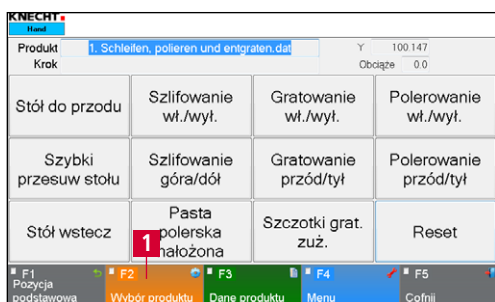 KNECHT
Hand
Produkt 1. Schleifen, polieren und entgraten.dat Y 100.147
Krok Obciąże 0.0
Stół do przodu
Szlifowanie
wł./wył.
Gratowanie
wł./wył.
Polerowanie
wł./wył.
Szybki
przesuw stołu
Szlifowanie
góra/dół
Gratowanie
przód/tył
Polerowanie
przód/tył
Stół wstecz
Pasta
polerska
nałożona
Szczotki grat.
zuż.
Reset
1
F1 F2 F3 F4 F5
Pozycja
podstawowa Wybór produktu Dane produktu Menu Cofnij